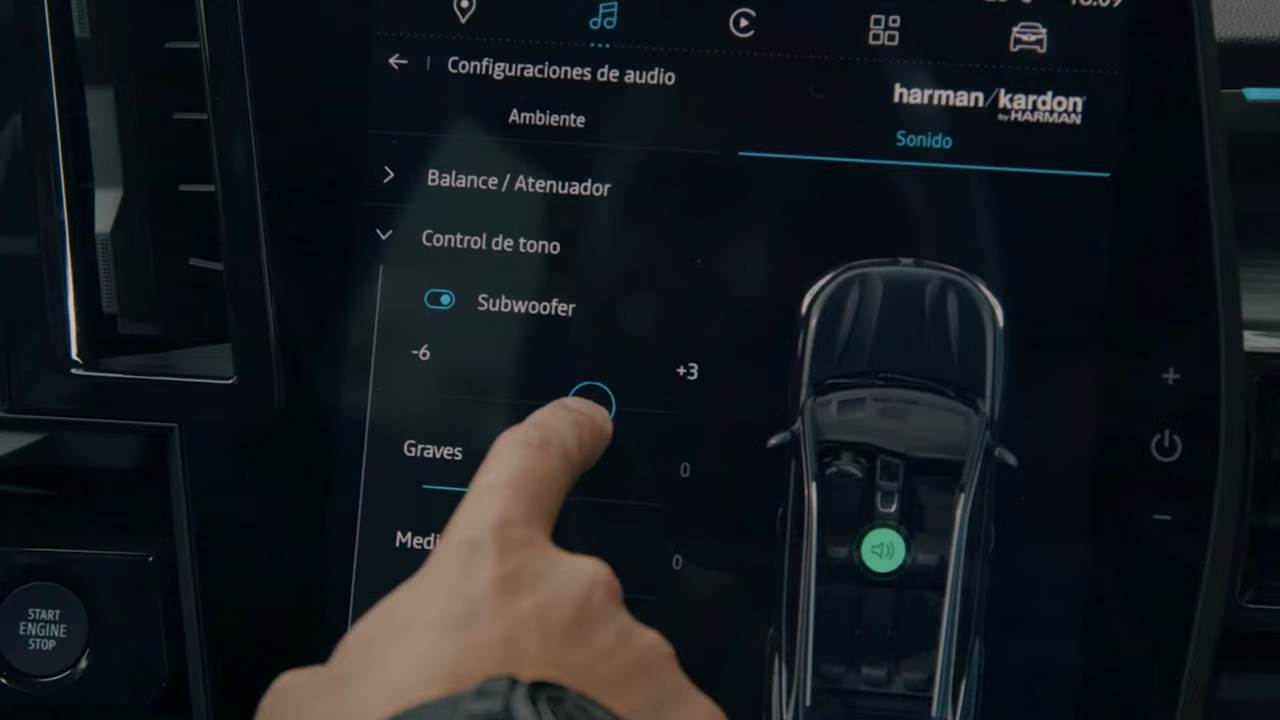 Configuraciones de audio
harman/kardon
by HARMAN
Ambiente
Sonido
Balance / Atenuador
Control de tono
Subwoofer
-6
+3
Graves
0
0
START
ENGINE
STOP